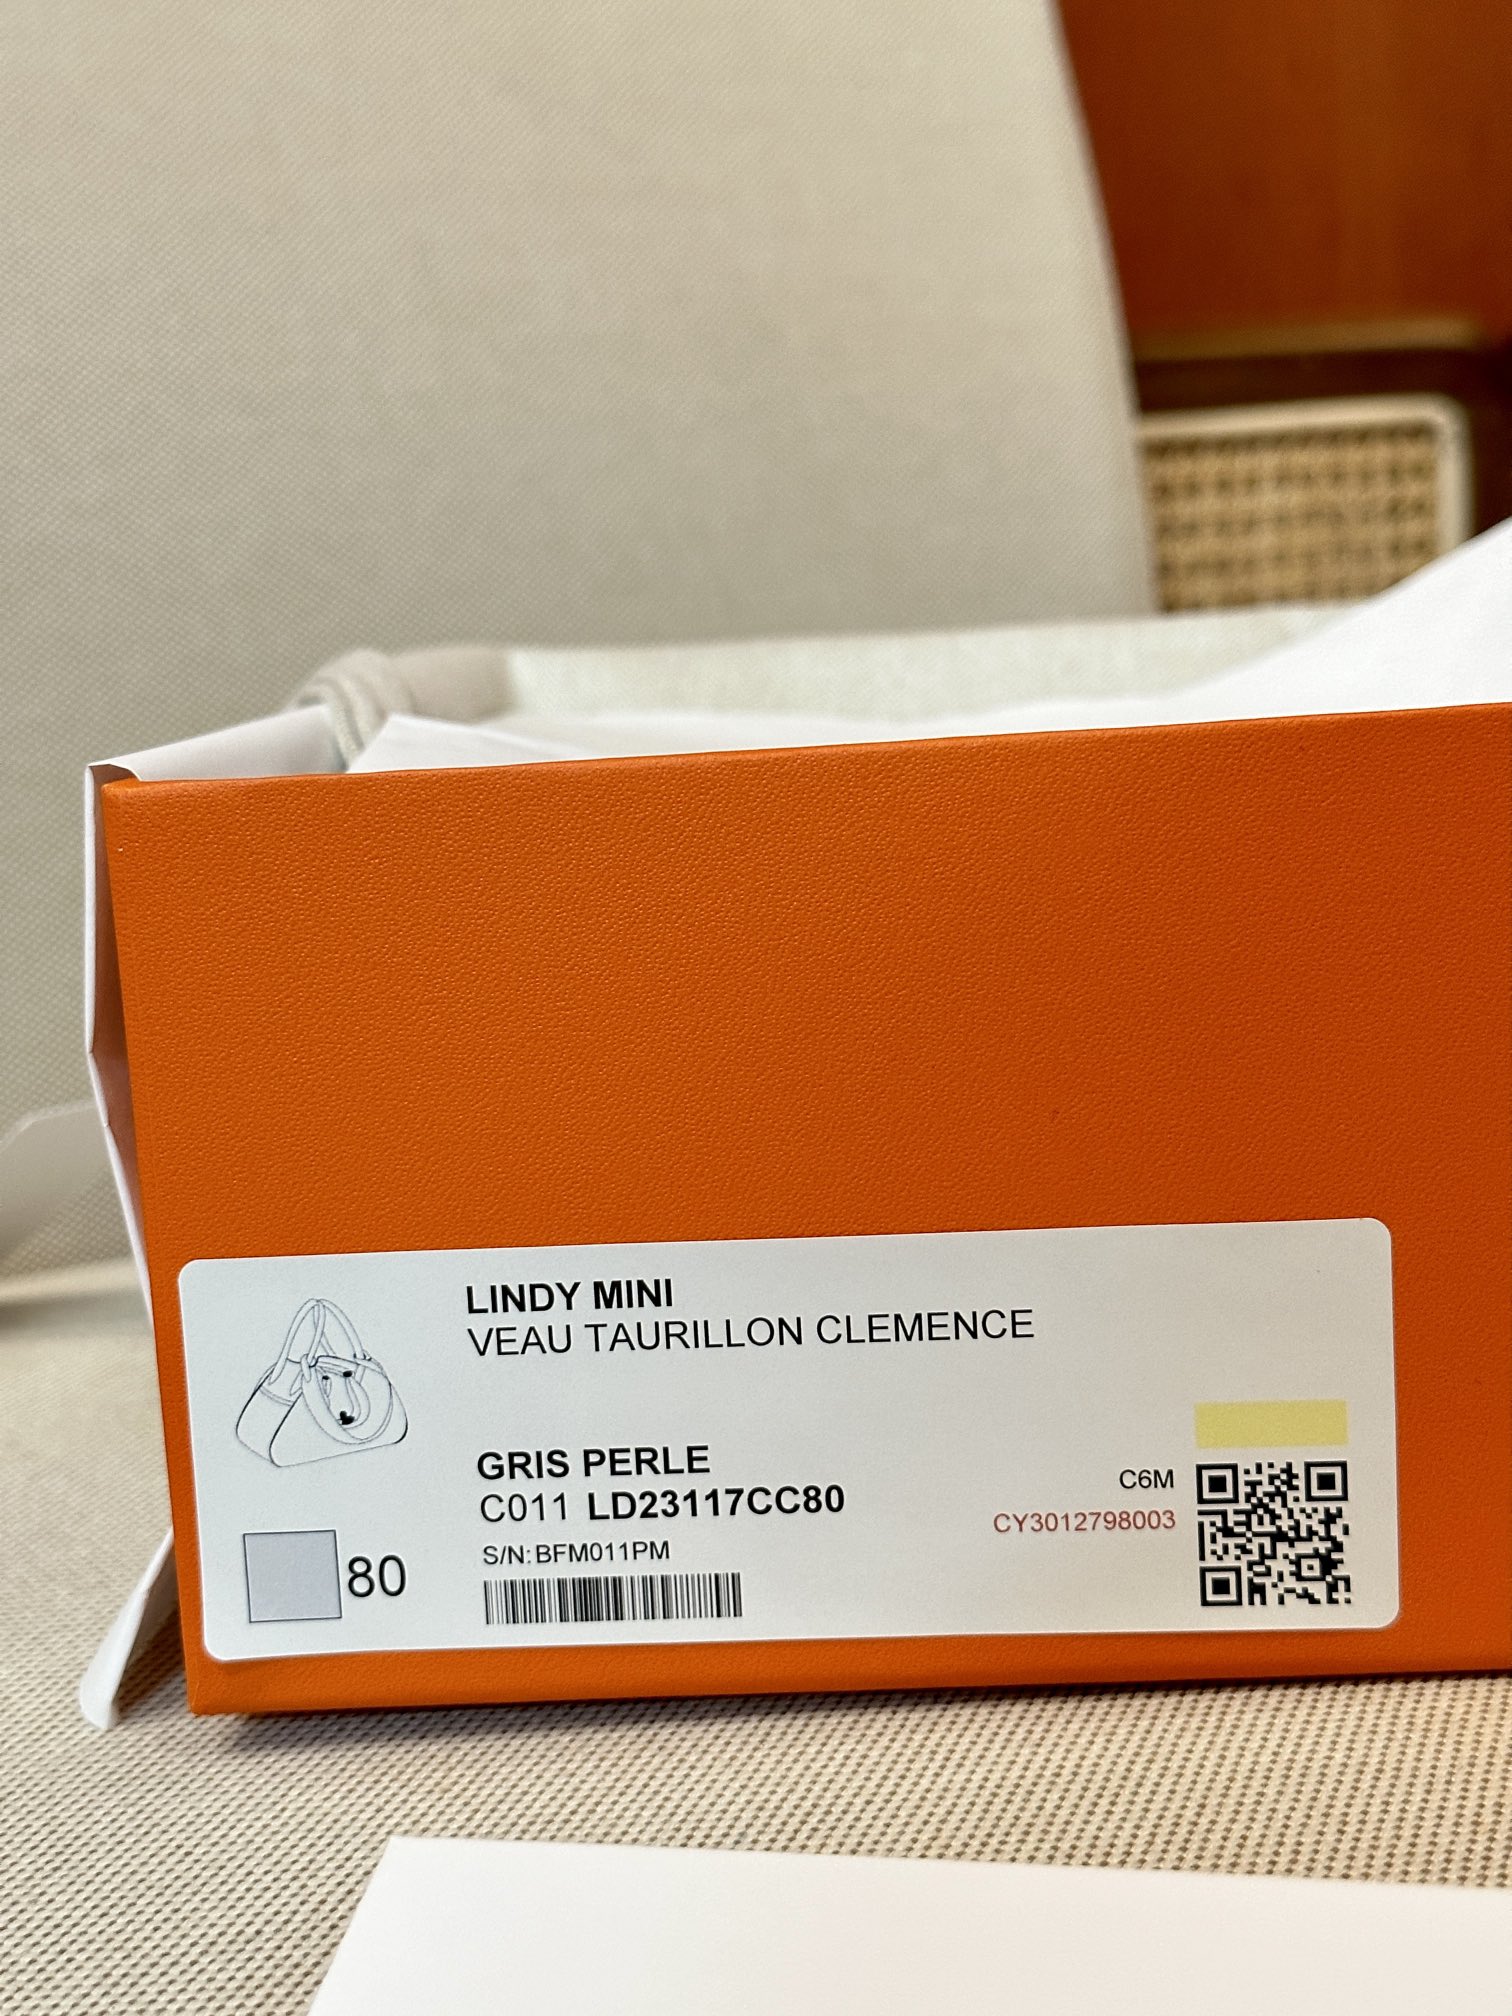 LINDY MINI
VEAU TAURILLON CLEMENCE
GRIS PERLE
C011 LD23117CC80
S/N:BFM011PM
80
C6M
CY3012798003